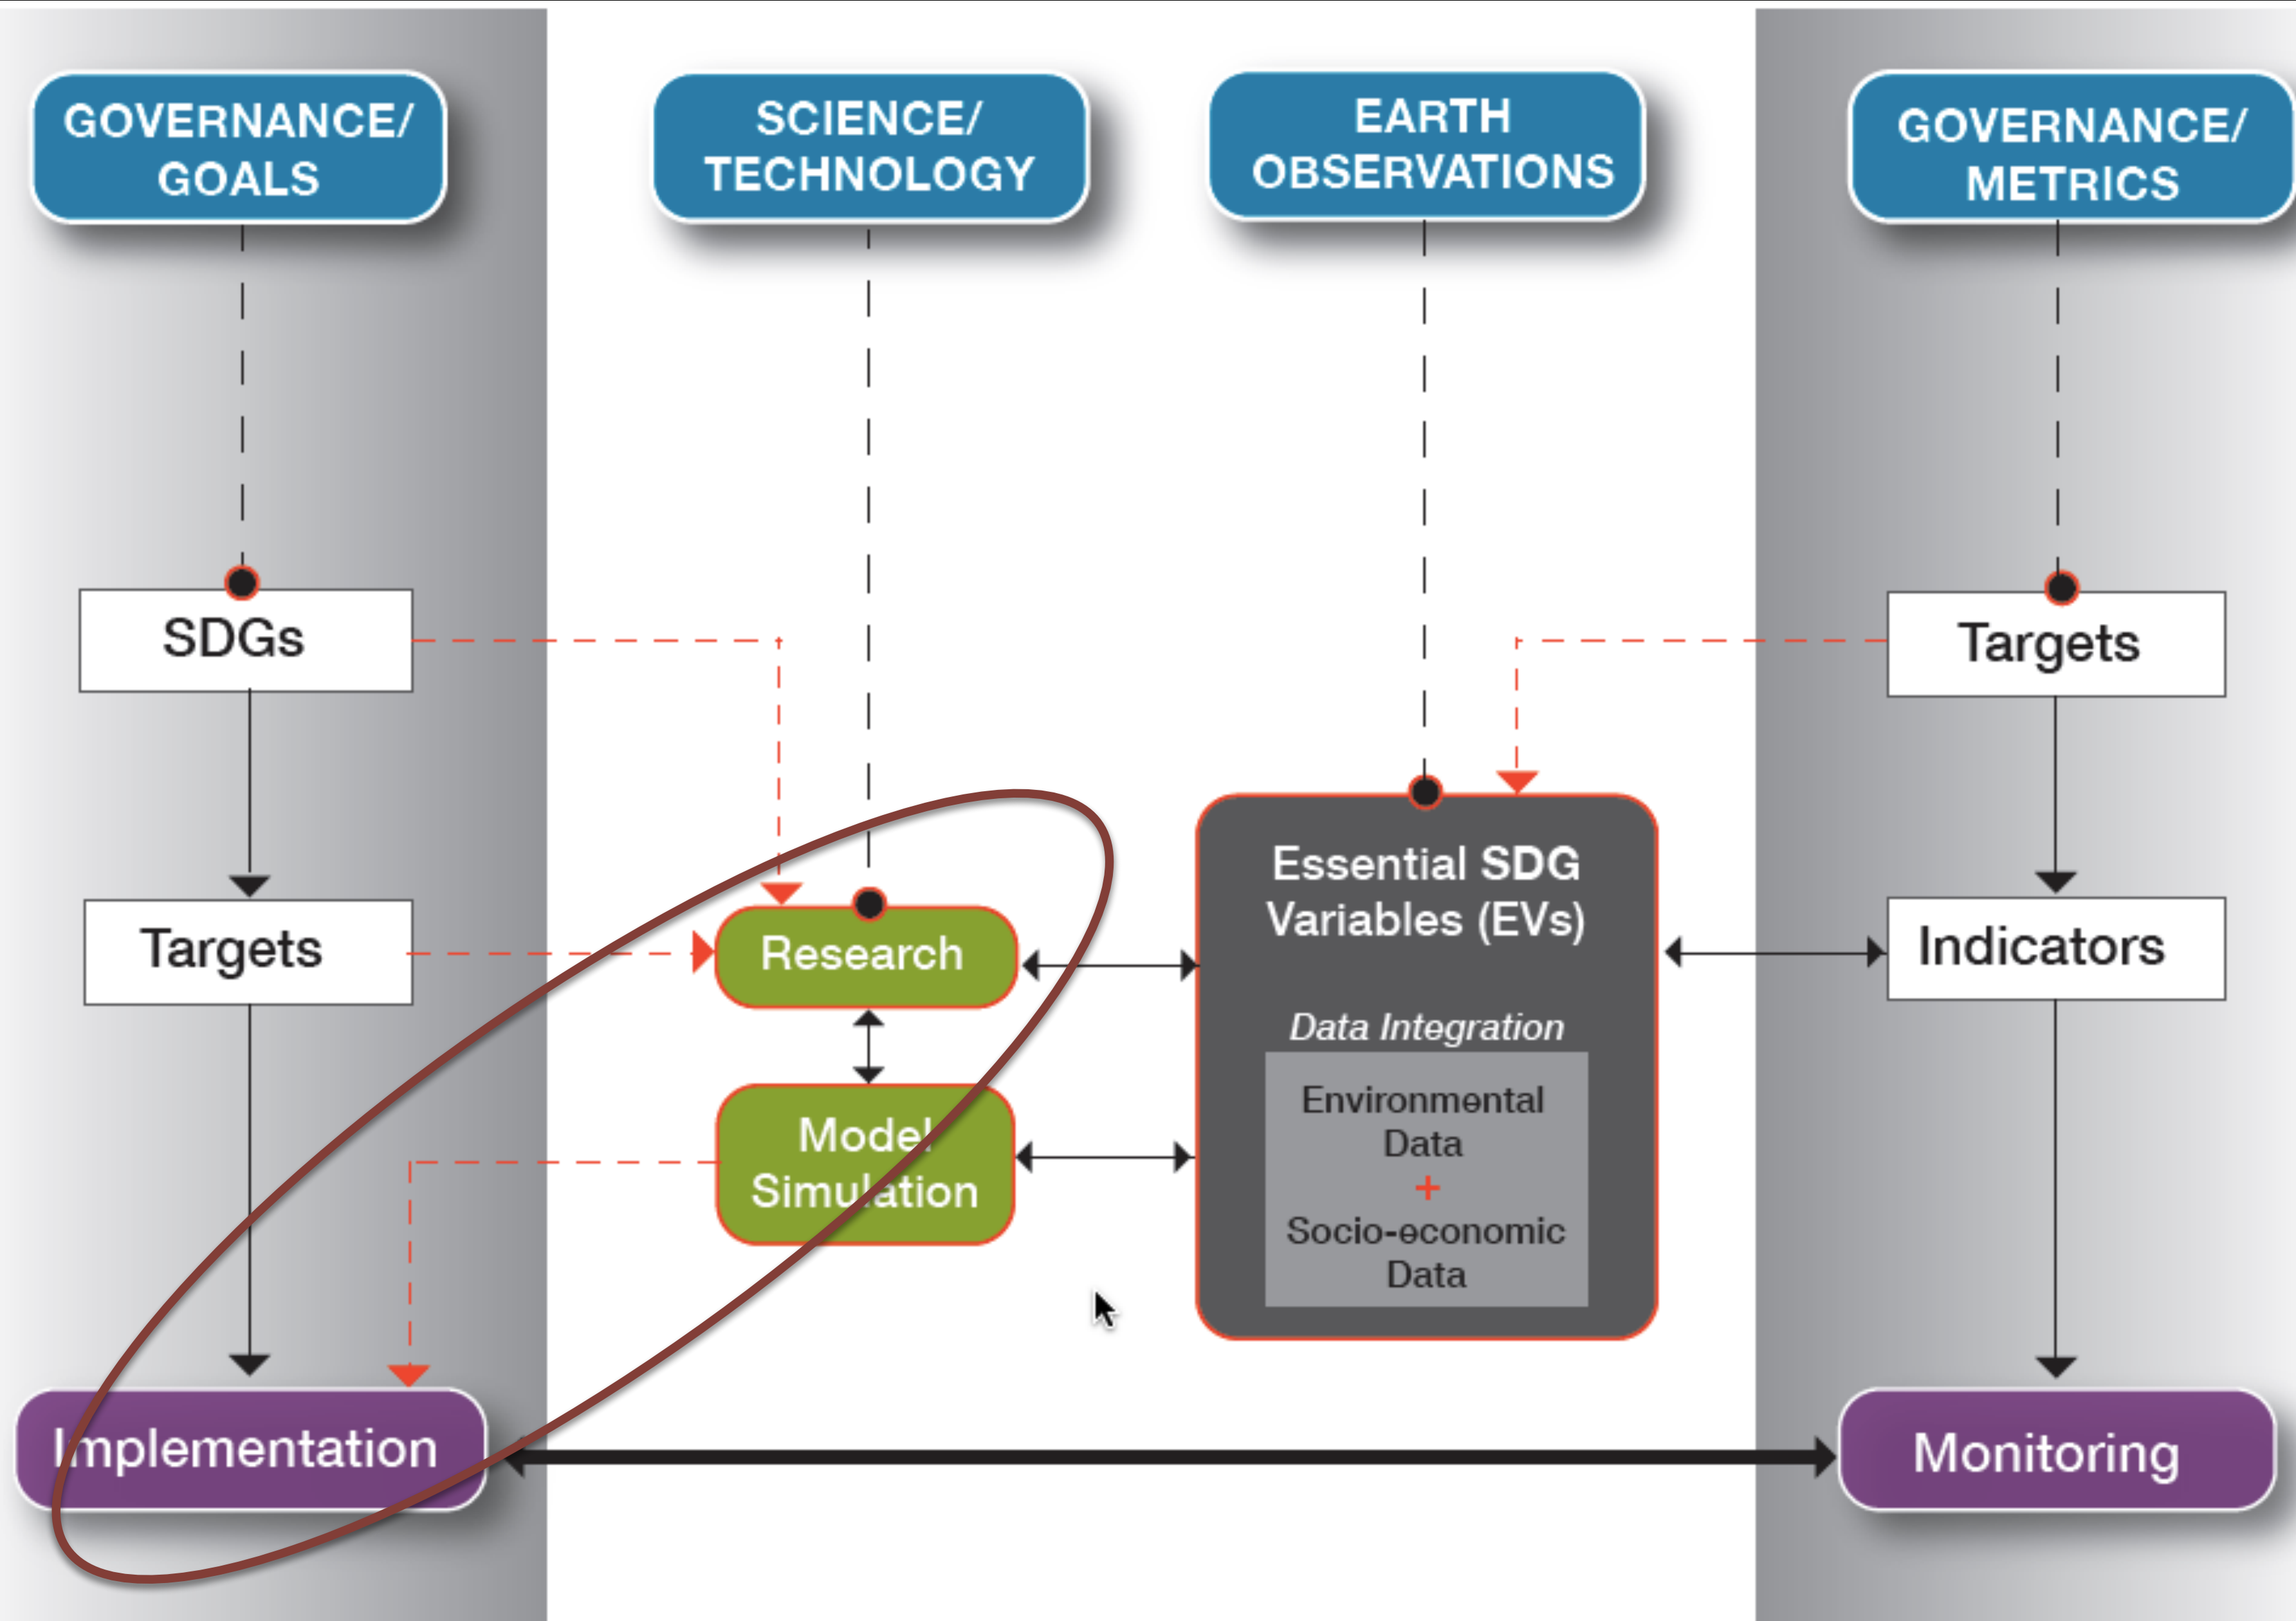 GOVERNANCE/
GOALS
SCIENCE/
TECHNOLOGY
EARTH
OBSERVATIONS
GOVERNANCE/
METRICS
SDGs
Targets
Implementation
Research
Model
Simulation
Essential SDG
Variables (EVs)
Data Integration
Environmental
Data
+
Socio-economic
Data
Targets
Indicators
Monitoring